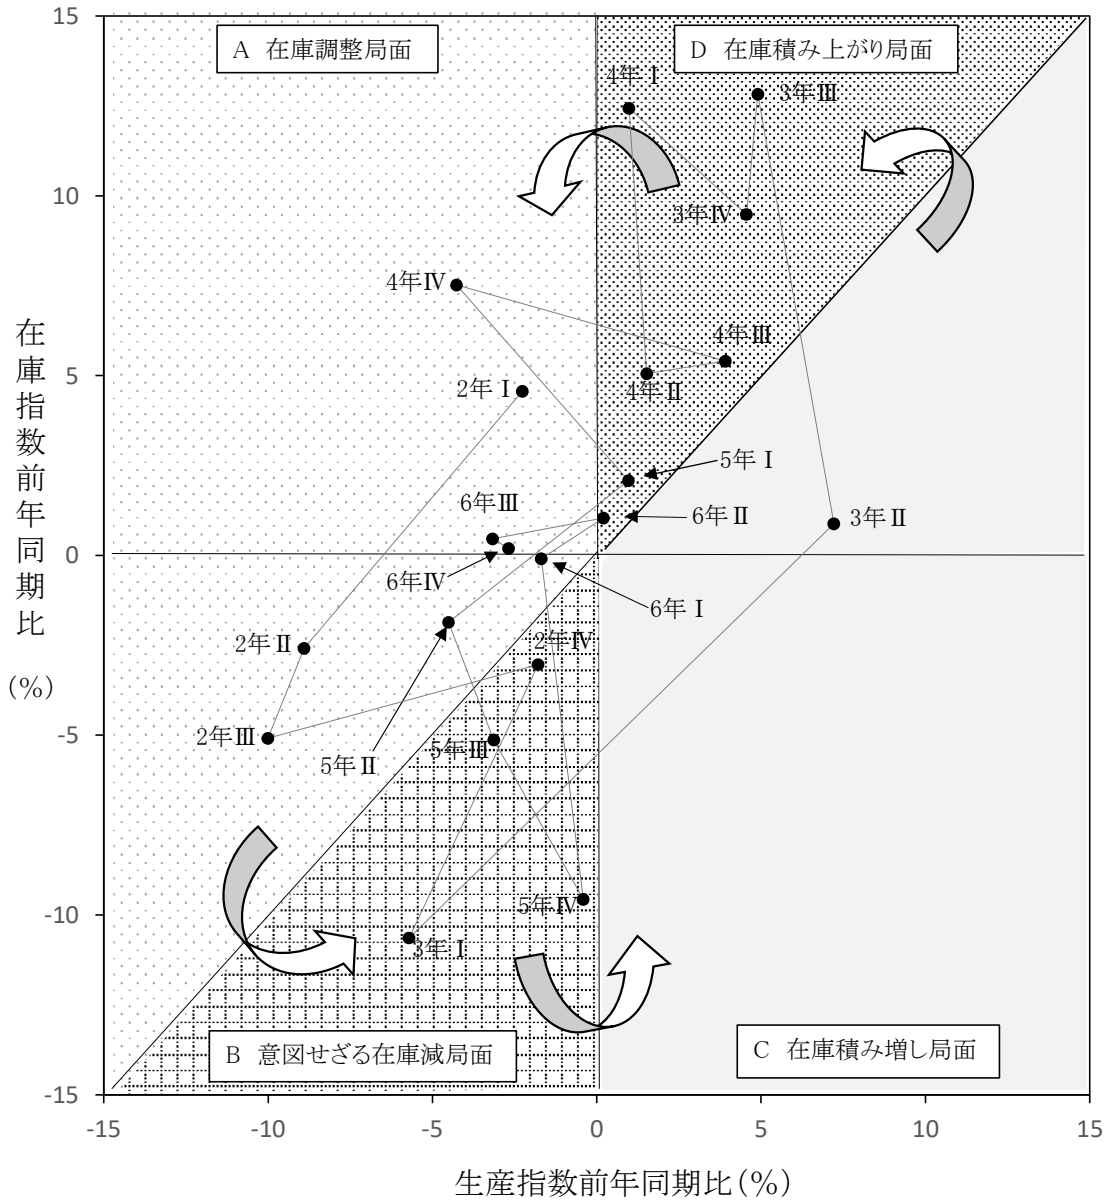 15
A 在庫調整局面
D 在庫積み上がり局面
4年Ⅰ
3年Ⅲ
10
3年Ⅳ
4年Ⅳ
4年Ⅲ
5
2年Ⅰ
4年Ⅱ
5年Ⅰ
6年Ⅲ
6年Ⅱ
3年Ⅱ
0
6年Ⅳ
6年Ⅰ
2年Ⅱ
2年Ⅳ
2年Ⅲ
5年Ⅲ
-5
5年Ⅱ
5年Ⅳ
-10
3年Ⅰ
B 意図せざる在庫減局面
C 在庫積み増し局面
-15
-15
-10
-5
0
5
10
15
在庫指数前年同期比
(%)
生産指数前年同期比(%)